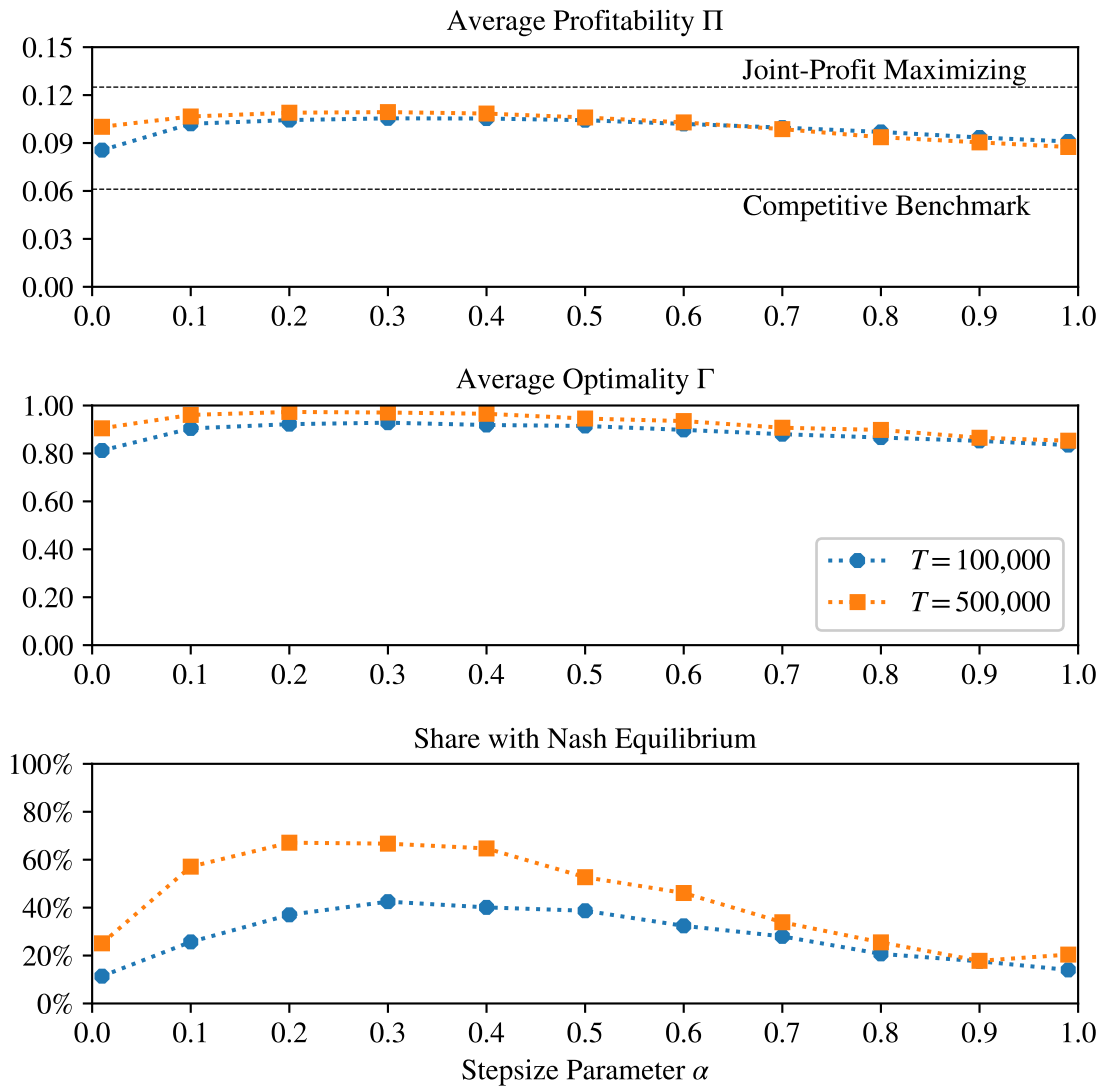 Average Profitability Π
0.15
Joint-Profit Maximizing
0.12
0.09
0.06
Competitive Benchmark
0.03
0.00
0.0 0.1 0.2 0.3 0.4 0.5 0.6 0.7 0.8 0.9 1.0
Average Optimality Γ
1.00
0.80
0.60
0.40
T = 100,000
0.20
T = 500,000
0.00
0.0 0.1 0.2 0.3 0.4 0.5 0.6 0.7 0.8 0.9 1.0
Share with Nash Equilibrium
100%
80%
60%
40%
20%
0%
0.0 0.1 0.2 0.3 0.4 0.5 0.6 0.7 0.8 0.9 1.0
Stepsize Parameter α